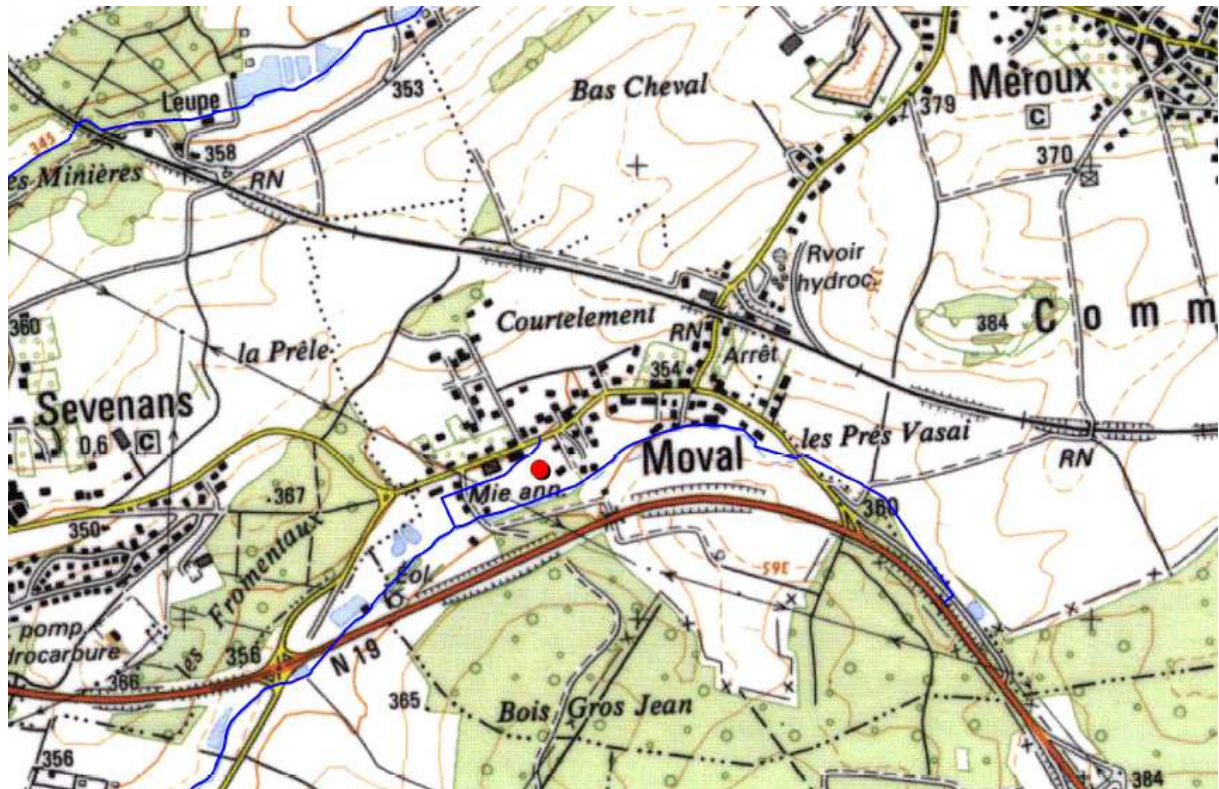 Bas Cheval
Méroux
C
353
Leupe
379
345
358
370
es Minières
RN
Rvoir
hydroc.
360
Courtelement
RN
384
Comm
la Prêle
Arrêt
354
Sevenans
0,6
C
les Prés Vasai
Moval
RN
367
Mie ann.
350
360
les Fromentaux
Eol.
365
pomp.
drocarbure
356
N 19
366
365
Bois Gros Jean
356
384